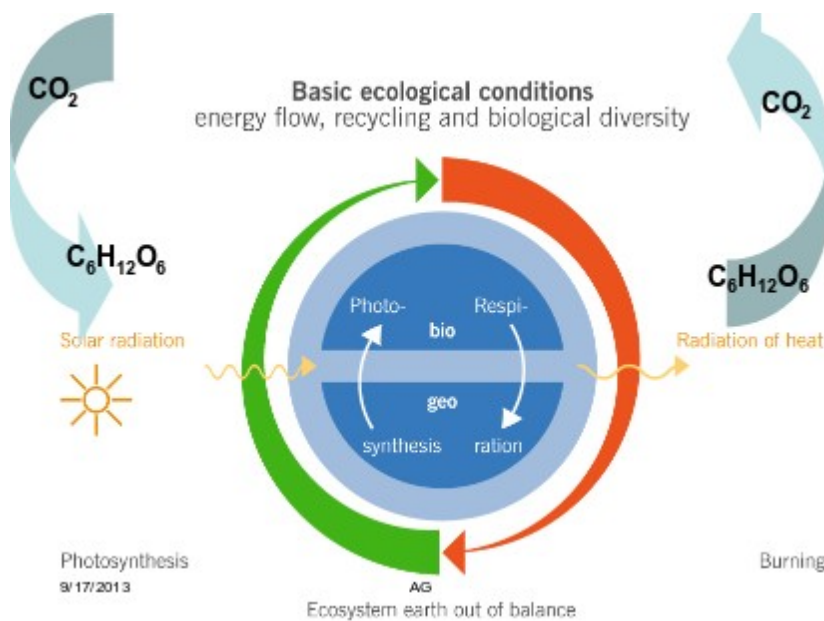 CO₂
CO₂
Basic ecological conditions
energy flow, recycling and biological diversity
C₆H₁₂O₆
C₆H₁₂O₆
Photo-
Respi-
bio
Solar radiation
Radiation of heat
geo
synthesis
ration
Photosynthesis
Burning
9/17/2013
AG
Ecosystem earth out of balance